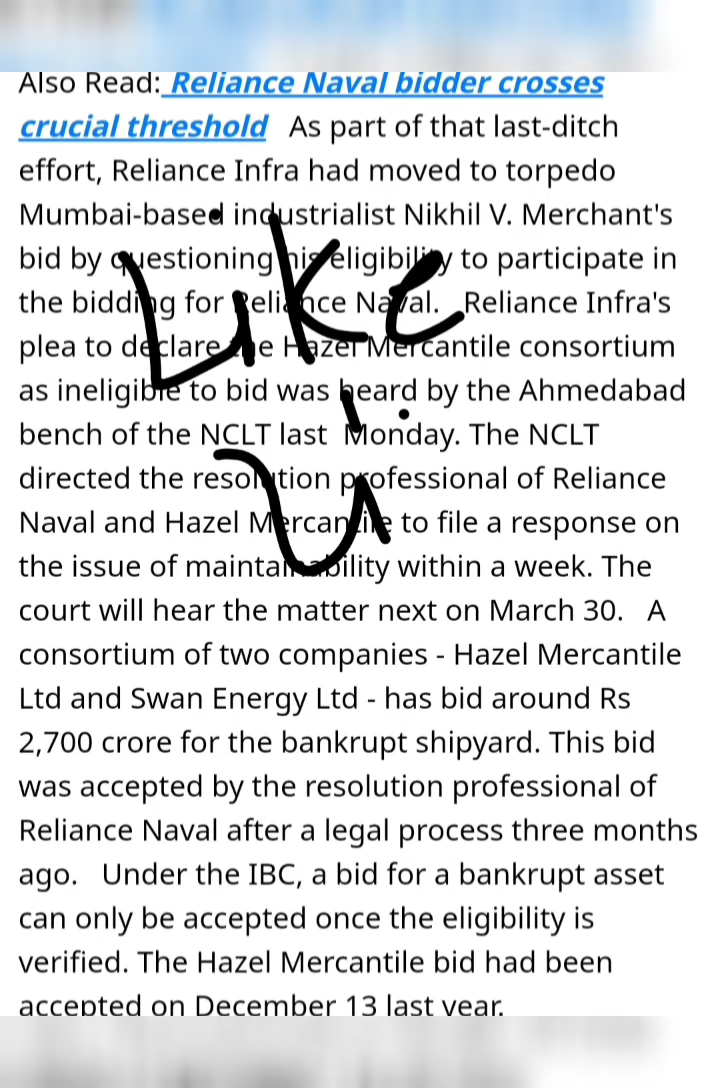 Also Read: Reliance Naval bidder crosses
crucial threshold As part of that last-ditch
effort, Reliance Infra had moved to torpedo
Mumbai-based industrialist Nikhil V. Merchant's
bid by questioning his eligibility to participate in
the bidding for Reliance Naval. Reliance Infra's
plea to declare the Hazel Mercantile consortium
as ineligible to bid was heard by the Ahmedabad
bench of the NCLT last Monday. The NCLT
directed the resolution professional of Reliance
Naval and Hazel Mercantile to file a response on
the issue of maintainability within a week. The
court will hear the matter next on March 30. A
consortium of two companies - Hazel Mercantile
Ltd and Swan Energy Ltd - has bid around Rs
2,700 crore for the bankrupt shipyard. This bid
was accepted by the resolution professional of
Reliance Naval after a legal process three months
ago. Under the IBC, a bid for a bankrupt asset
can only be accepted once the eligibility is
verified. The Hazel Mercantile bid had been
accepted on December 13 last year.
Like